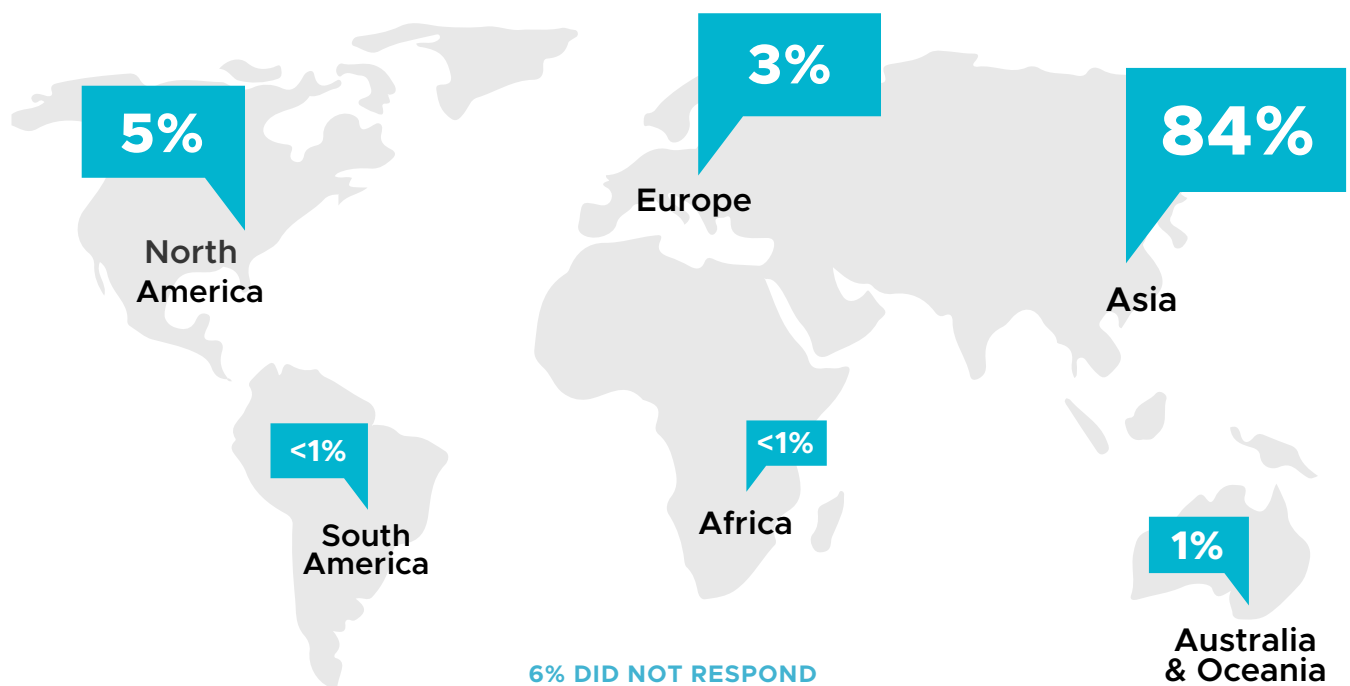 3%
Europe
5%
North
America
84%
Asia
<1%
South
America
<1%
Africa
1%
Australia
& Oceania
6% DID NOT RESPOND